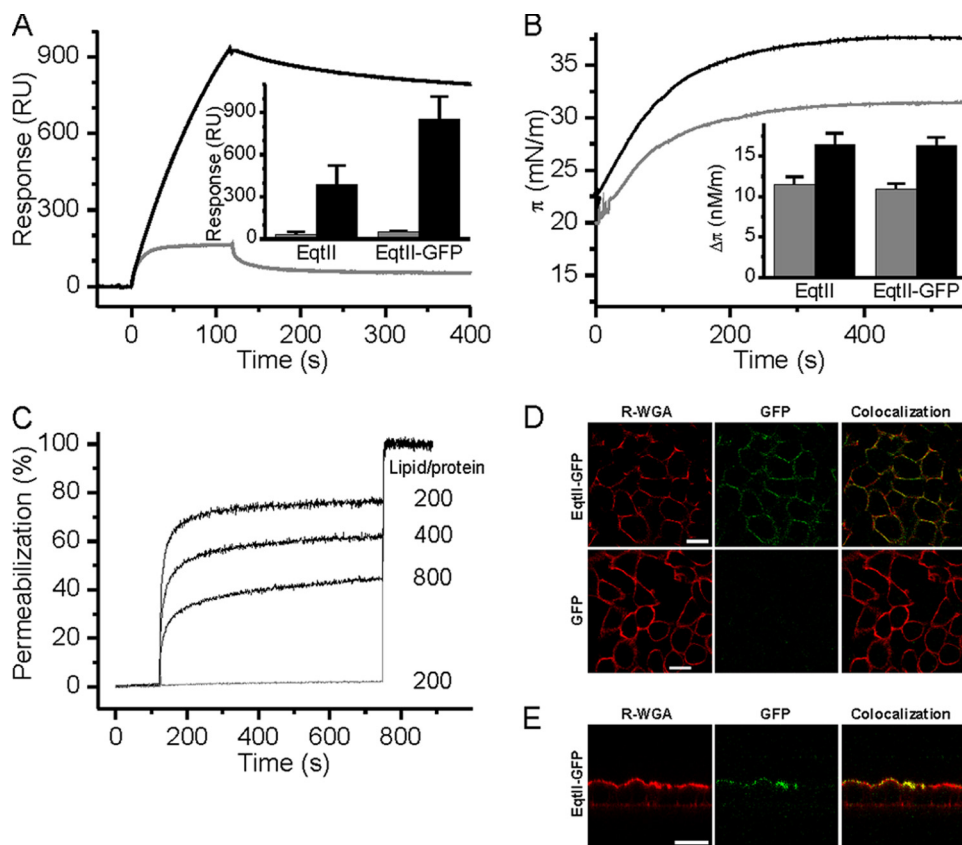 A
Response (RU)
900
600
300
0
0
100
200
300
400
Time (s)
Response (RU)
900
600
300
0
EqtII
EqtII-GFP
B
π (mN/m)
35
30
25
20
15
0
200
400
Time (s)
Δπ (nM/m)
15
10
5
0
EqtII
EqtII-GFP
C
Permeabilization (%)
100
80
60
40
20
0
0
200
400
600
800
Time (s)
Lipid/protein
200
400
800
200
D
R-WGA
GFP
Colocalization
EqtII-GFP
GFP
E
R-WGA
GFP
Colocalization
EqtII-GFP